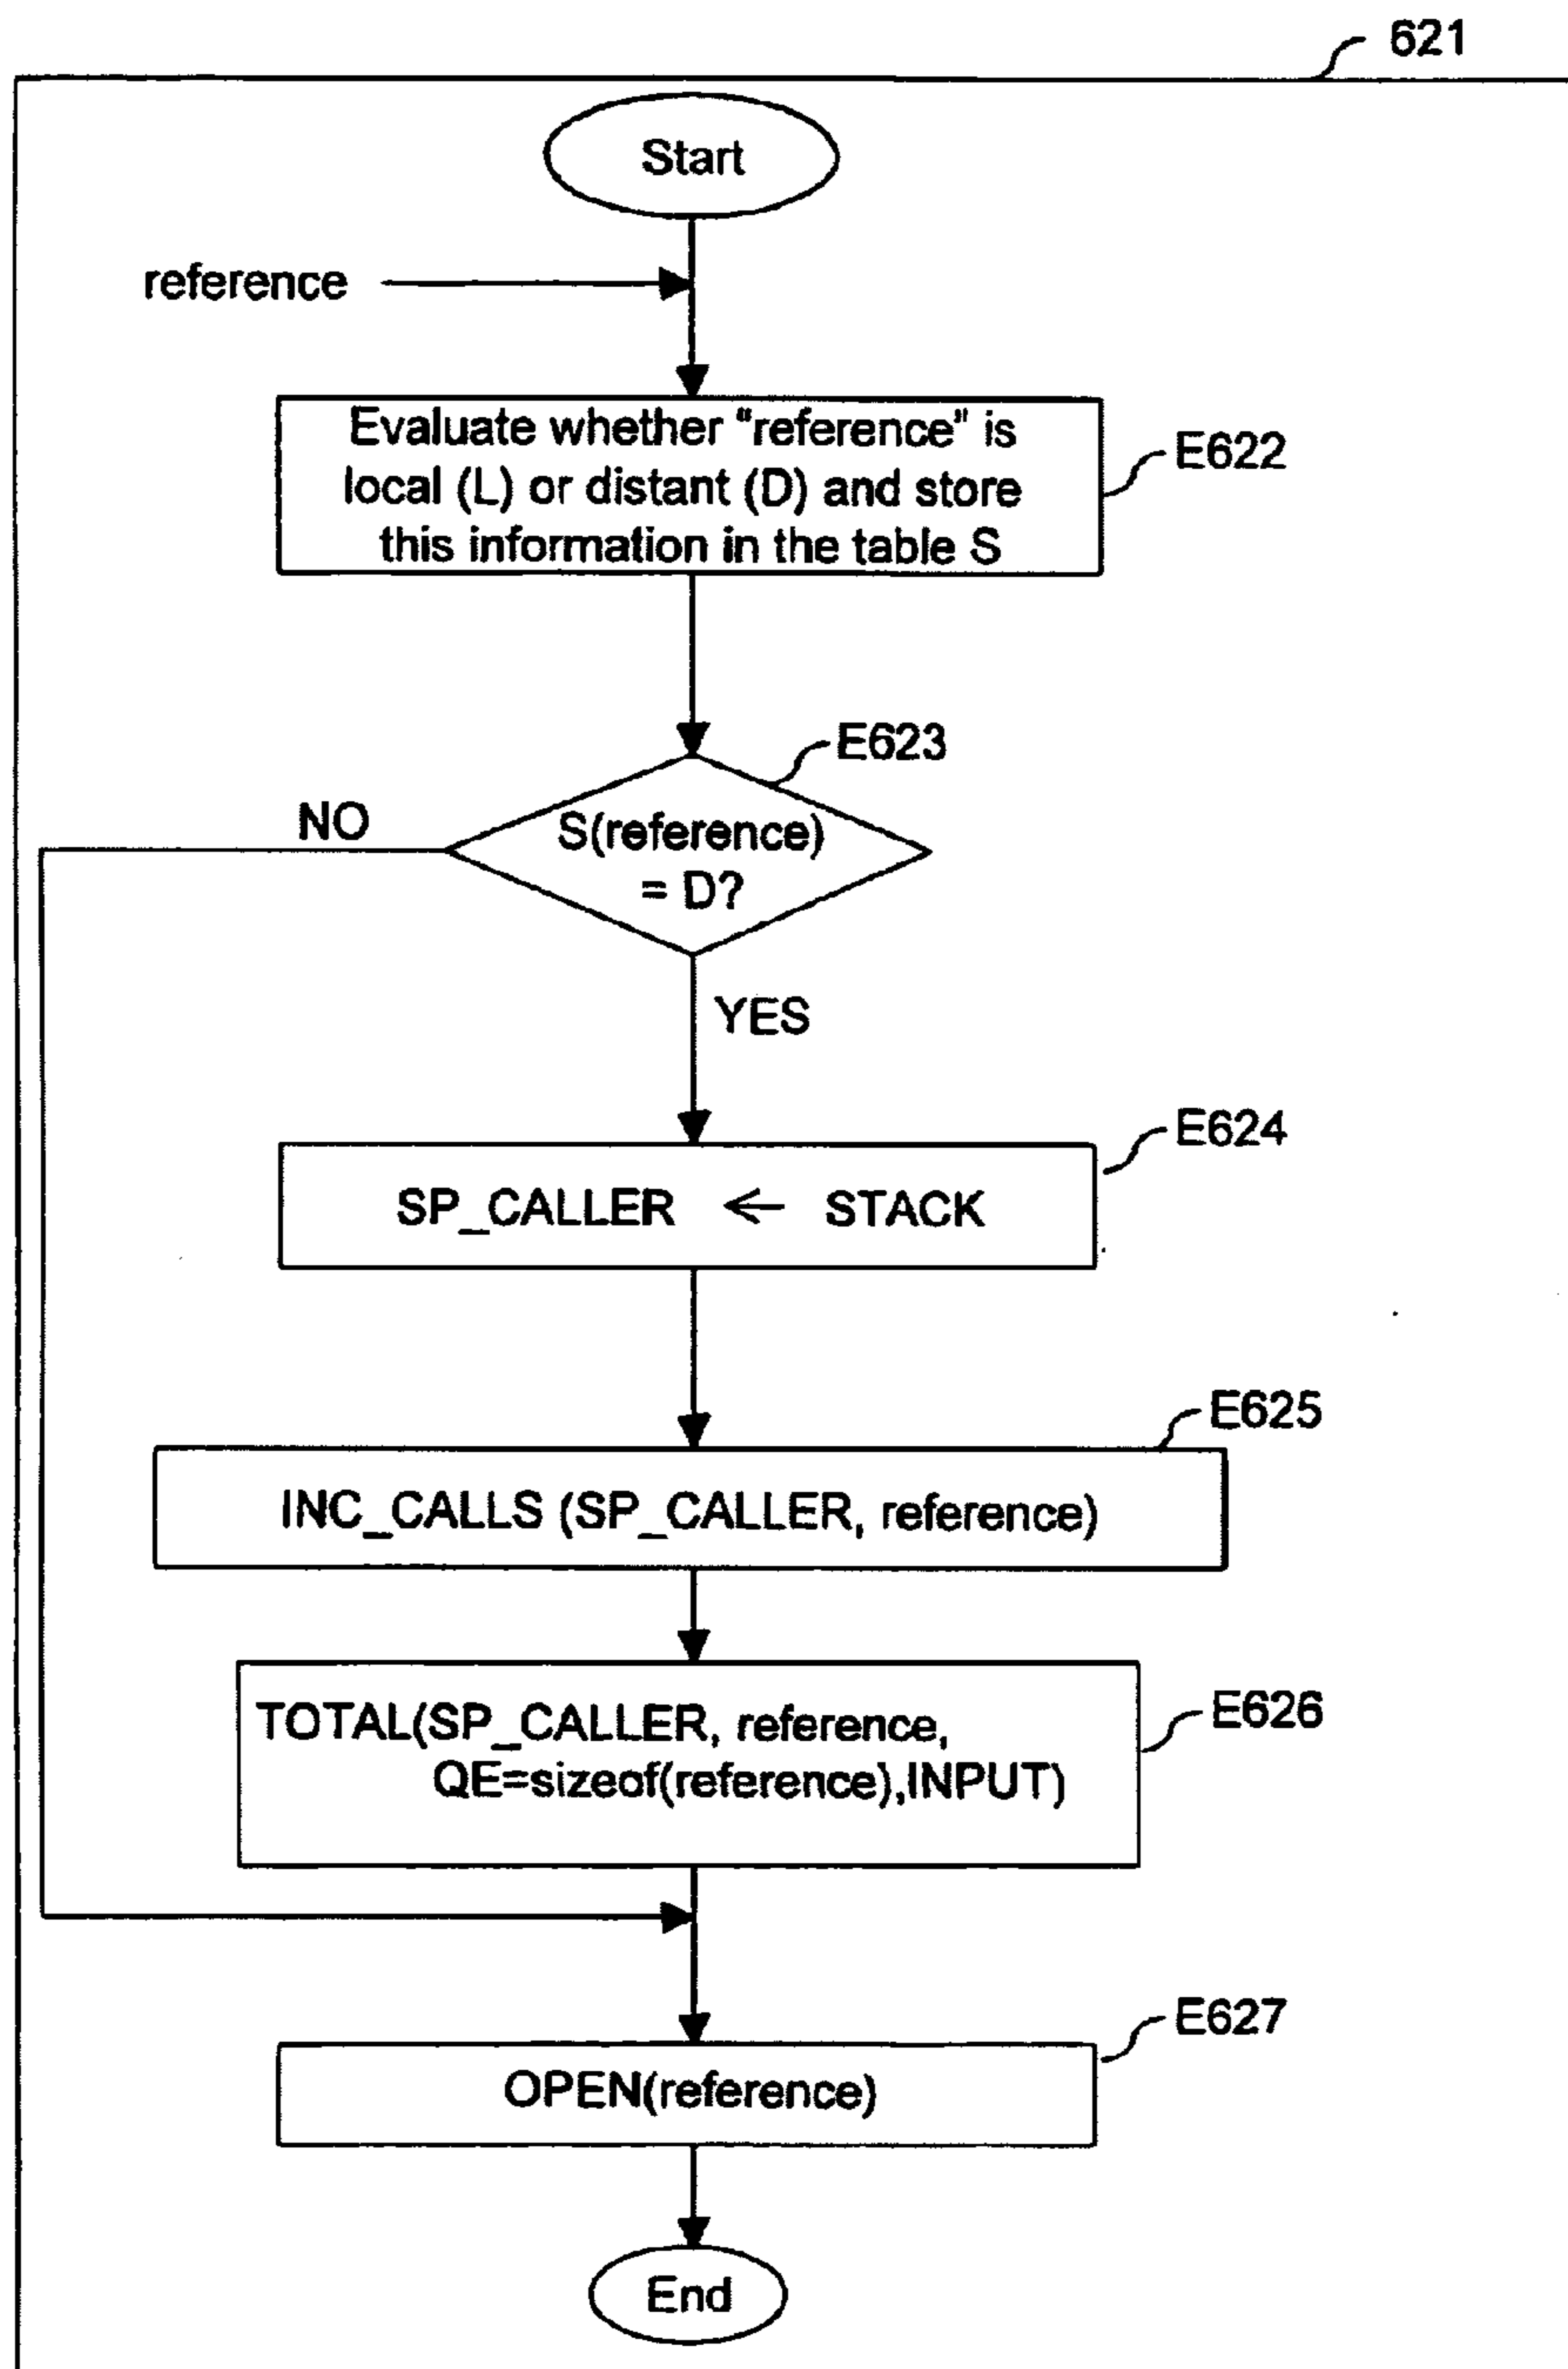 621
Start
reference
Evaluate whether "reference" is
local (L) or distant (D) and store
this information in the table S
E622
E623
NO
S(reference)
= D?
YES
E624
SP_CALLER ← STACK
E625
INC_CALLS (SP_CALLER, reference)
TOTAL(SP_CALLER, reference,
QE=sizeof(reference),INPUT)
E626
E627
OPEN(reference)
End